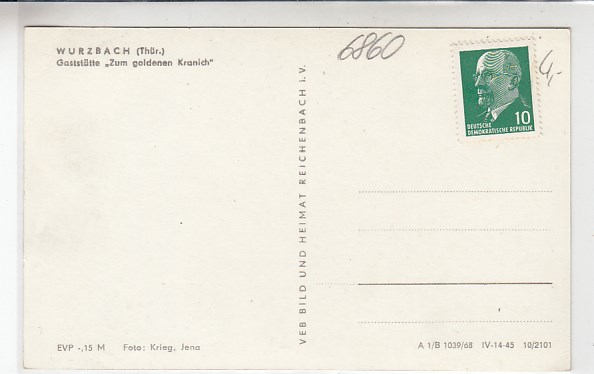 WURZBACH (Thür.)
Gaststätte „Zum goldenen Kranich"
6860
4,-
10
DEUTSCHE
DEMOKRATISCHE REPUBLIK
VEB BILD UND HEIMAT REICHENBACH i. V.
EVP -,15 M Foto: Krieg, Jena
A 1/B 1039/68 IV-14-45 10/2101